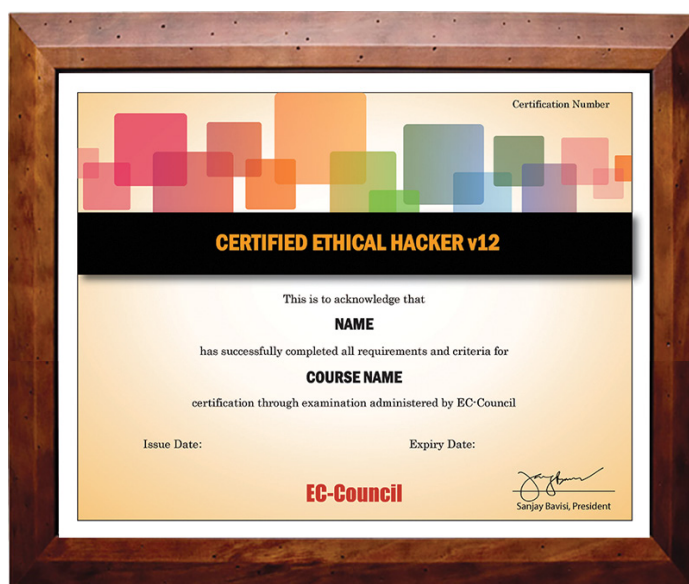 Certification Number
CERTIFIED ETHICAL HACKER v12
This is to acknowledge that
NAME
has successfully completed all requirements and criteria for
COURSE NAME
certification through examination administered by EC-Council
Issue Date: Expiry Date:
EC-Council
Sanjay Bavisi, President